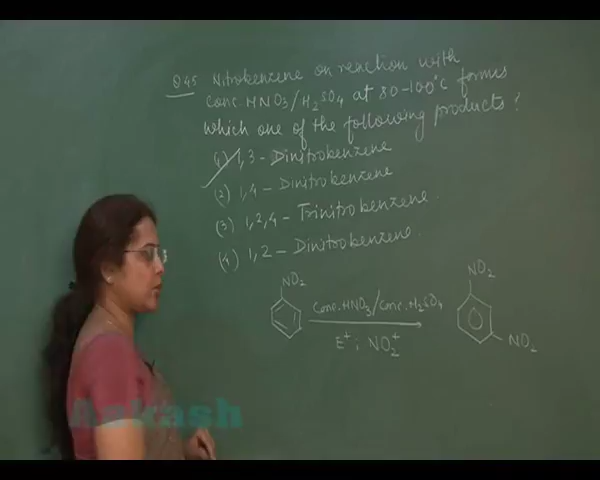 Q45 Nitrobenzene on reaction with
Conc. HNO3/H2SO4 at 80-100°C forms
Which one of the following products?
(1) 1,3-Dinitrobenzene
(2) 1,4-Dinitrobenzene
(3) 1,2,4-Trinitrobenzene.
(4) 1,2-Dinitrobenzene.
NO2
Conc. HNO3/Conc. H2SO4
E+; NO2+
NO2
NO2
Aakash